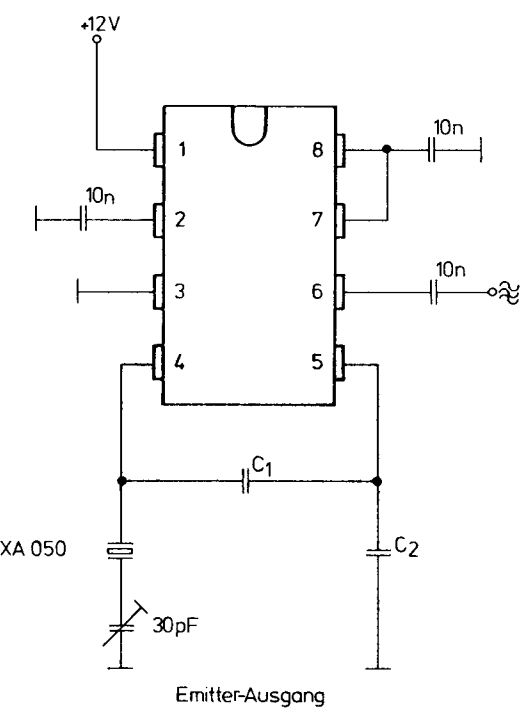 +12V
10n
1
8
10n
2
7
10n
3
6
4
5
C1
XA 050
C2
30pF
Emitter-Ausgang